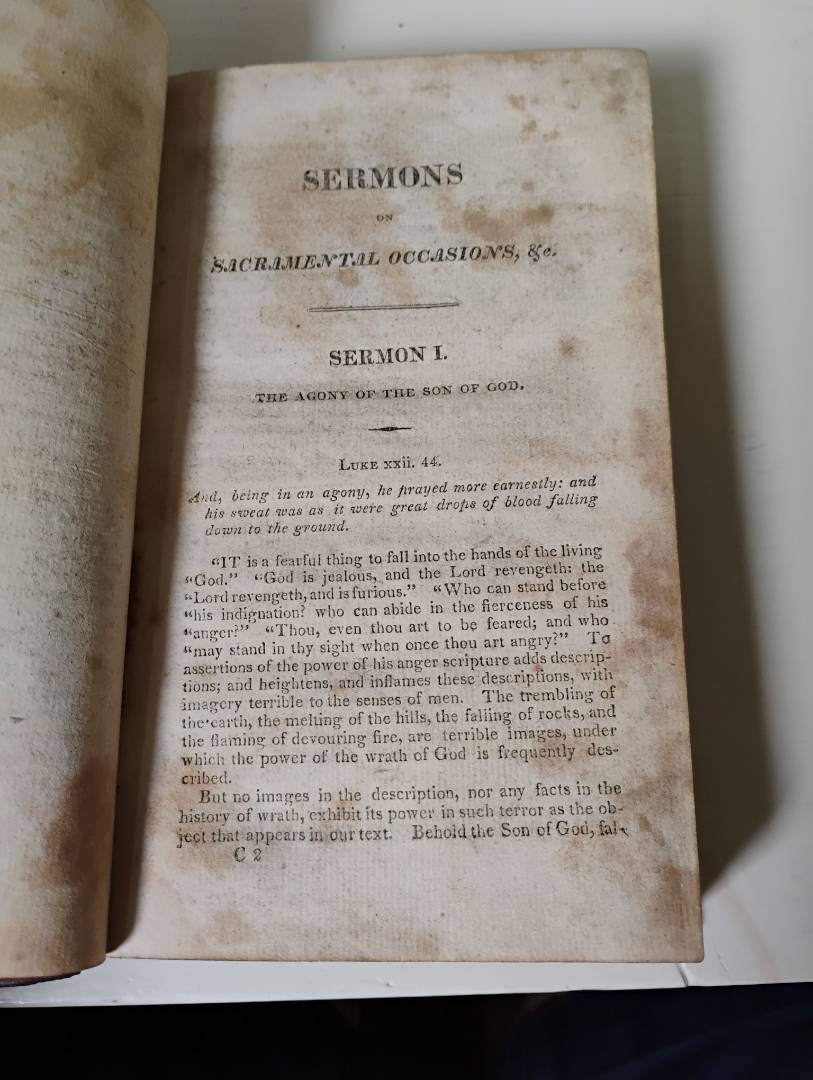 SERMONS
ON
SACRAMENTAL OCCASIONS, &c.
SERMON I.
THE AGONY OF THE SON OF GOD.
LUKE xxii. 44.
And, being in an agony, he prayed more earnestly: and
his sweat was as it were great drops of blood falling
down to the ground.
"IT is a fearful thing to fall into the hands of the living
"God." "God is jealous, and the Lord revengeth: the
"Lord revengeth, and is furious." "Who can stand before
"his indignation? who can abide in the fierceness of his
"anger?" "Thou, even thou art to be feared; and who
"may stand in thy sight when once thou art angry?" To
assertions of the power of his anger scripture adds descrip-
tions; and heightens, and inflames these descriptions, with
imagery terrible to the senses of men. The trembling of
the earth, the melting of the hills, the falling of rocks, and
the flaming of devouring fire, are terrible images, under
which the power of the wrath of God is frequently des-
cribed.
But no images in the description, nor any facts in the
history of wrath, exhibit its power in such terror as the ob-
ject that appears in our text. Behold the Son of God, fal-
C 2